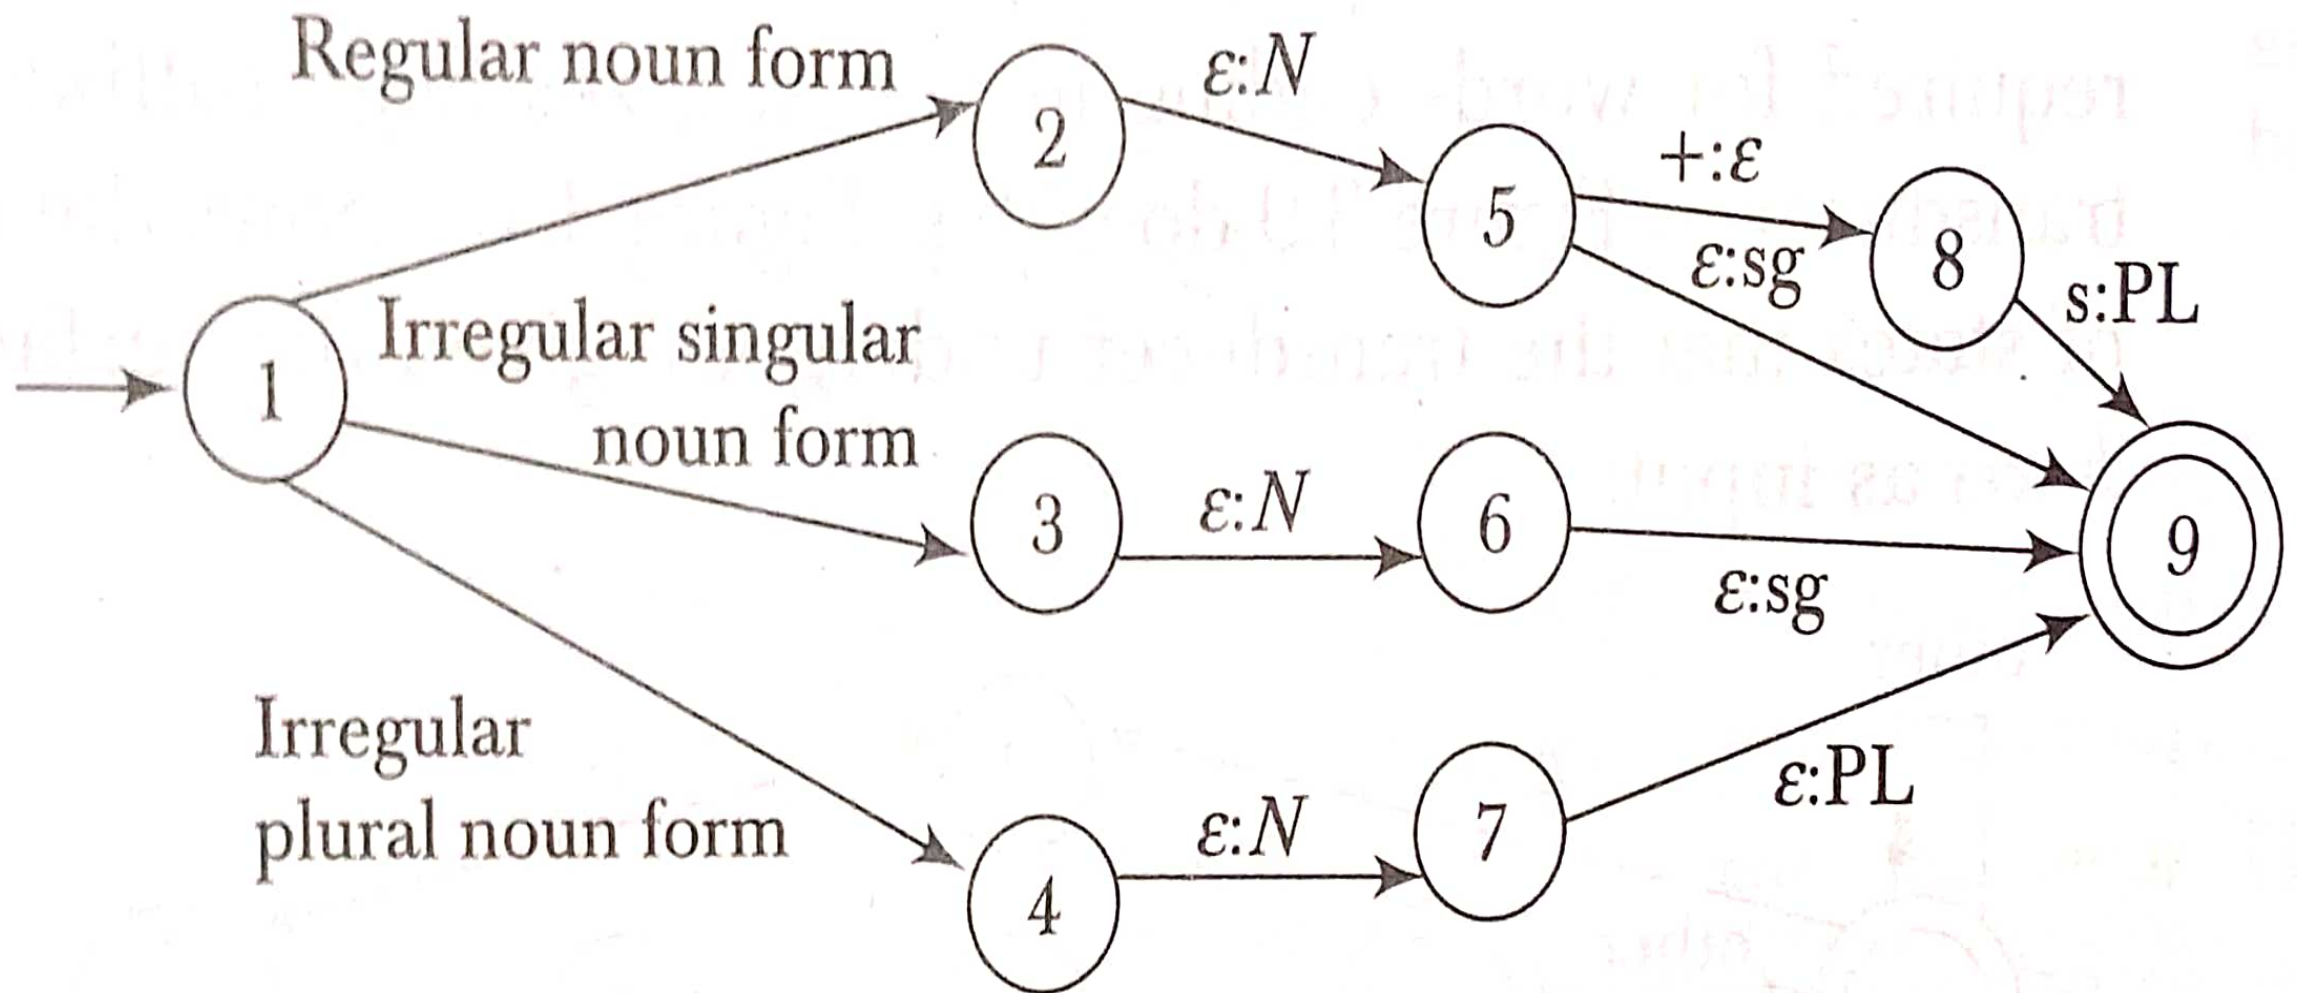 Regular noun form
ε:N
2
+:ε
5
ε:sg
8
s:PL
Irregular singular
noun form
1
3
ε:N
6
ε:sg
9
Irregular
plural noun form
4
ε:N
7
ε:PL